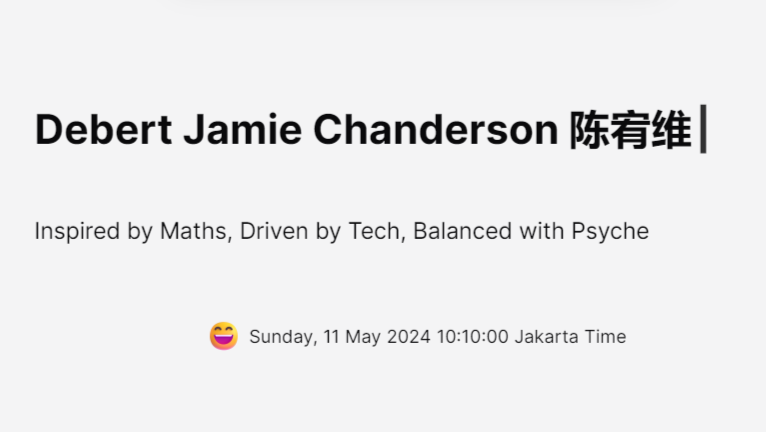 Debert Jamie Chanderson 陈宥维
Inspired by Maths, Driven by Tech, Balanced with Psyche
Sunday, 11 May 2024 10:10:00 Jakarta Time